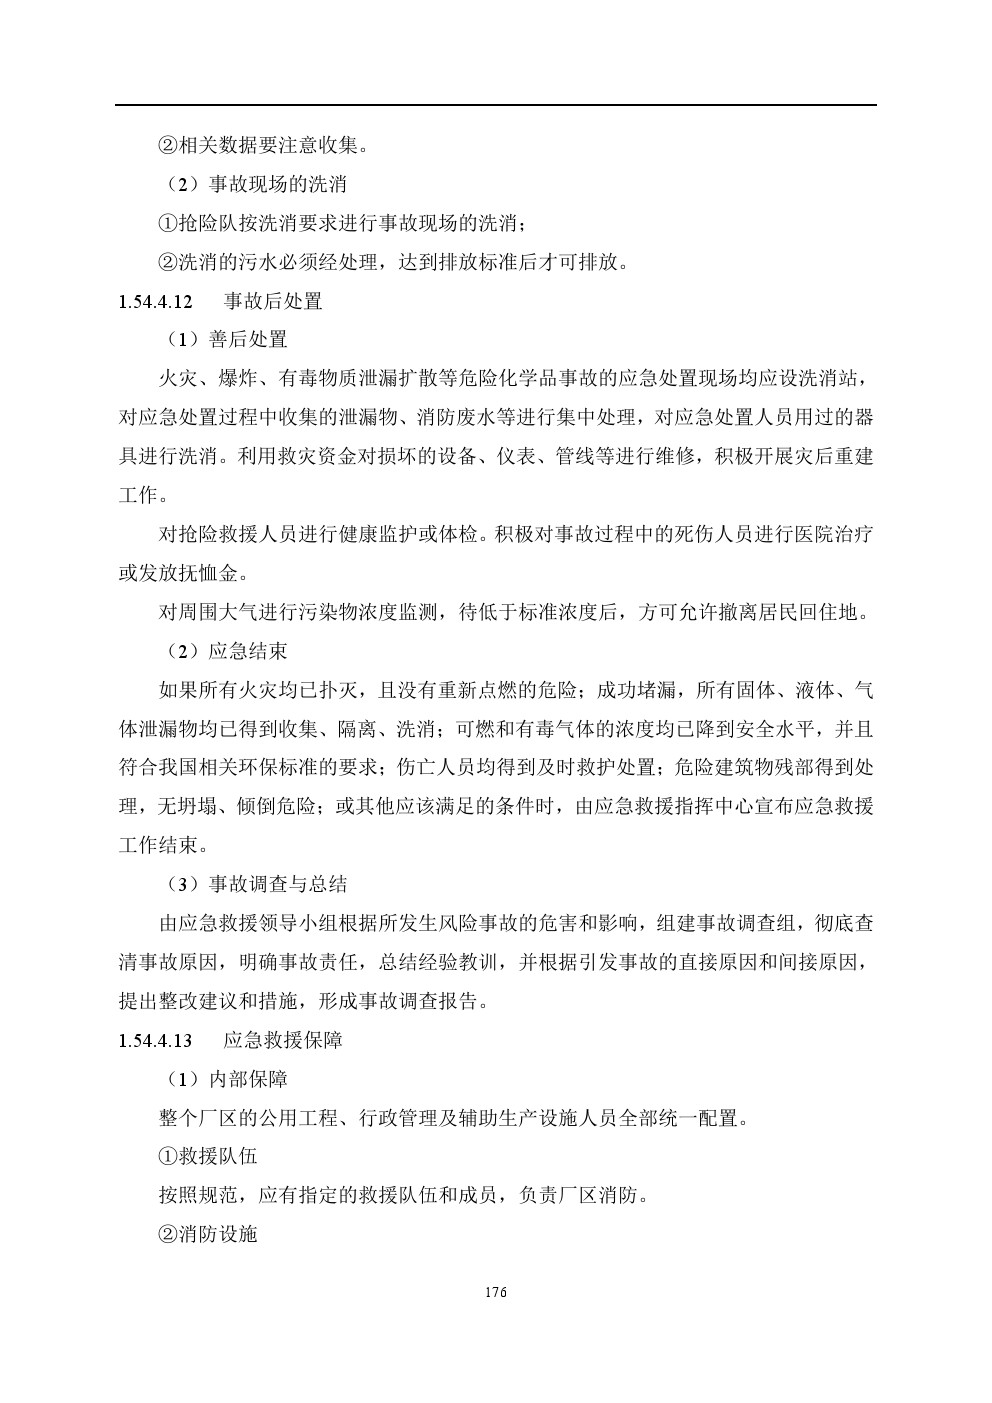 ②相关数据要注意收集。
（2）事故现场的洗消
①抢险队按洗消要求进行事故现场的洗消；
②洗消的污水必须经处理，达到排放标准后才可排放。
1.54.4.12 事故后处置
（1）善后处置
火灾、爆炸、有毒物质泄漏扩散等危险化学品事故的应急处置现场均应设洗消站，
对应急处置过程中收集的泄漏物、消防废水等进行集中处理，对应急处置人员用过的器
具进行洗消。利用救灾资金对损坏的设备、仪表、管线等进行维修，积极开展灾后重建
工作。
对抢险救援人员进行健康监护或体检。积极对事故过程中的死伤人员进行医院治疗
或发放抚恤金。
对周围大气进行污染物浓度监测，待低于标准浓度后，方可允许撤离居民回住地。
（2）应急结束
如果所有火灾均已扑灭，且没有重新点燃的危险；成功堵漏，所有固体、液体、气
体泄漏物均已得到收集、隔离、洗消；可燃和有毒气体的浓度均已降到安全水平，并且
符合我国相关环保标准的要求；伤亡人员均得到及时救护处置；危险建筑物残部得到处
理，无坍塌、倾倒危险；或其他应该满足的条件时，由应急救援指挥中心宣布应急救援
工作结束。
（3）事故调查与总结
由应急救援领导小组根据所发生风险事故的危害和影响，组建事故调查组，彻底查
清事故原因，明确事故责任，总结经验教训，并根据引发事故的直接原因和间接原因，
提出整改建议和措施，形成事故调查报告。
1.54.4.13 应急救援保障
（1）内部保障
整个厂区的公用工程、行政管理及辅助生产设施人员全部统一配置。
①救援队伍
按照规范，应有指定的救援队伍和成员，负责厂区消防。
②消防设施
176